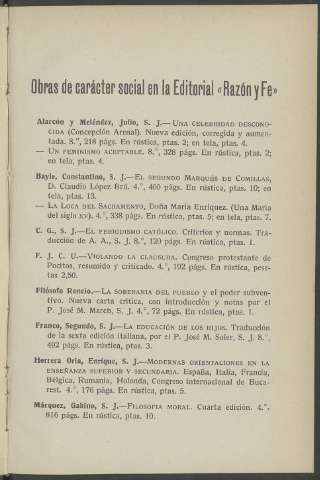 Obras de carácter social en la Editorial «Razón y Fe»
Alarcón y Meléndez, Julio, S. J.—UNA CELEBRIDAD DESCONO-
CIDA (Concepción Arenal). Nueva edición, corregida y aumen-
tada. 8.º, 218 págs. En rústica, ptas. 2; en tela, ptas. 4.
— UN FEMINISMO ACEPTABLE. 8.º, 328 págs. En rústica, ptas. 2;
en tela, ptas. 4.
Bayle, Constantino, S. J.—EL SEGUNDO MARQUÉS DE COMILLAS,
D. Claudio López Brú. 4.º, 400 págs. En rústica, ptas. 10; en
tela, ptas. 13.
— LA LOCA DEL SACRAMENTO, Doña María Enríquez. (Una María
del siglo XV). 4.º, 338 págs. En rústica, ptas. 5; en tela, ptas. 7.
C. G., S. J.—EL PERIODISMO CATÓLICO. Criterios y normas. Tra-
ducción de A. A., S. J. 8.º, 120 págs. En rústica, ptas. 1.
F. J. C. U.—VIOLANDO LA CLAUSURA. Congreso protestante de
Pocitos, resumido y criticado. 4.º, 192 págs. En rústica, pese-
tas 2,50.
Filósofo Rancio.—LA SOBERANÍA DEL PUEBLO y el poder subven-
tivo. Nueva carta crítica, con introducción y notas por el
P. José M. March, S. J. 4.º, 72 págs. En rústica, ptas. 1.
Franco, Segundo, S. J.—LA EDUCACIÓN DE LOS HIJOS. Traducción
de la sexta edición italiana, por el P. José M. Soler, S. J. 8.º,
492 págs. En rústica, ptas. 3.
Herrera Oria, Enrique, S. J.—MODERNAS ORIENTACIONES EN LA
ENSEÑANZA SUPERIOR Y SECUNDARIA. España, Italia, Francia,
Bélgica, Rumania, Holanda, Congreso internacional de Buca-
rest. 4.º, 176 págs. En rústica, ptas. 5.
Márquez, Gabino, S. J.—FILOSOFÍA MORAL. Cuarta edición. 4.º,
616 págs. En rústica, ptas. 10.